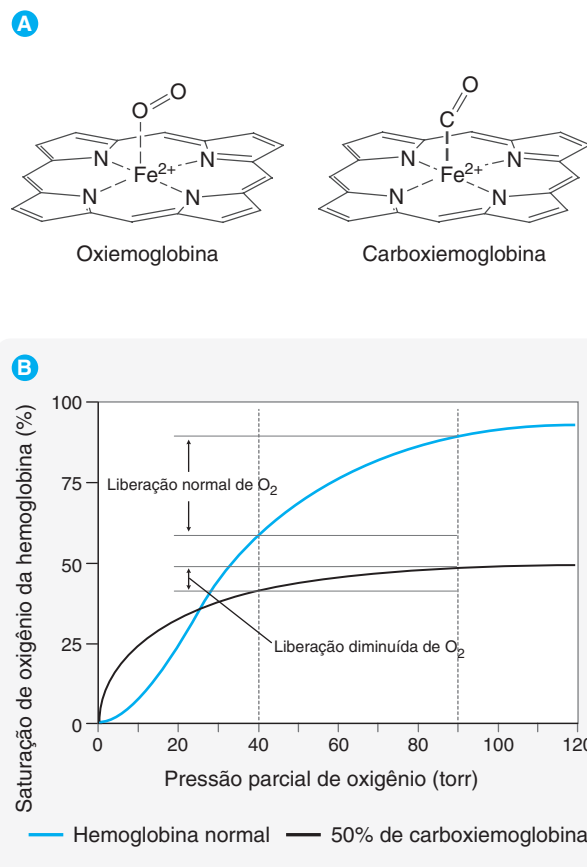 A
O
O
N
N
Fe2+
N
N
Oxiemoglobina
O
C
N
N
Fe2+
N
N
Carboxiemoglobina
B
Saturação de oxigênio da hemoglobina (%)
100
75
50
25
0
Liberação normal de O2
Liberação diminuída de O2
0 20 40 60 80 100 120
Pressão parcial de oxigênio (torr)
Hemoglobina normal 50% de carboxiemoglobina